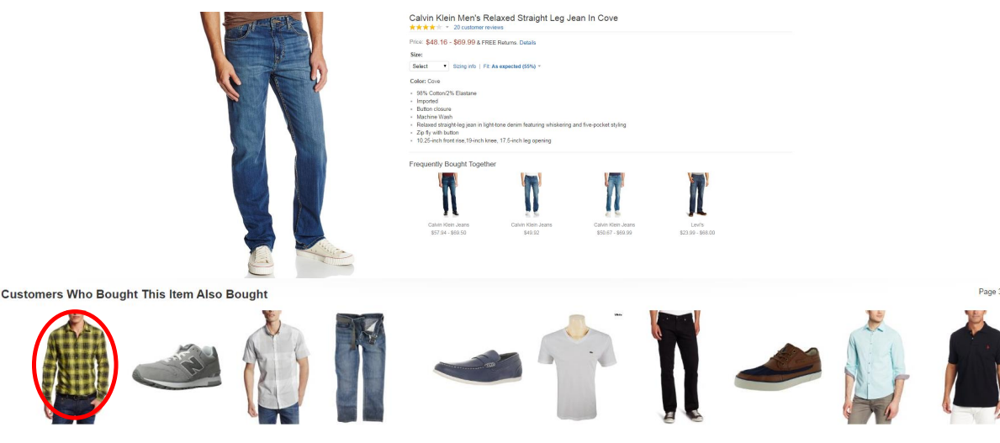 Calvin Klein Men's Relaxed Straight Leg Jean In Cove
20 customer reviews
Price: $48.16 - $69.99 & FREE Returns. Details
Size:
Select Sizing info | Fit: As expected (55%)
Color: Cove
98% Cotton/2% Elastane
Imported
Button closure
Machine Wash
Relaxed straight-leg jean in light-tone denim featuring whiskering and five-pocket styling
Zip fly with button
10.25-inch front rise,19-inch knee, 17.5-inch leg opening
Frequently Bought Together
Calvin Klein Jeans Calvin Klein Jeans Calvin Klein Jeans Levi's
$57.94 - $69.50 $49.92 $50.67 - $69.99 $23.99 - $68.00
Customers Who Bought This Item Also Bought
Page 3
N